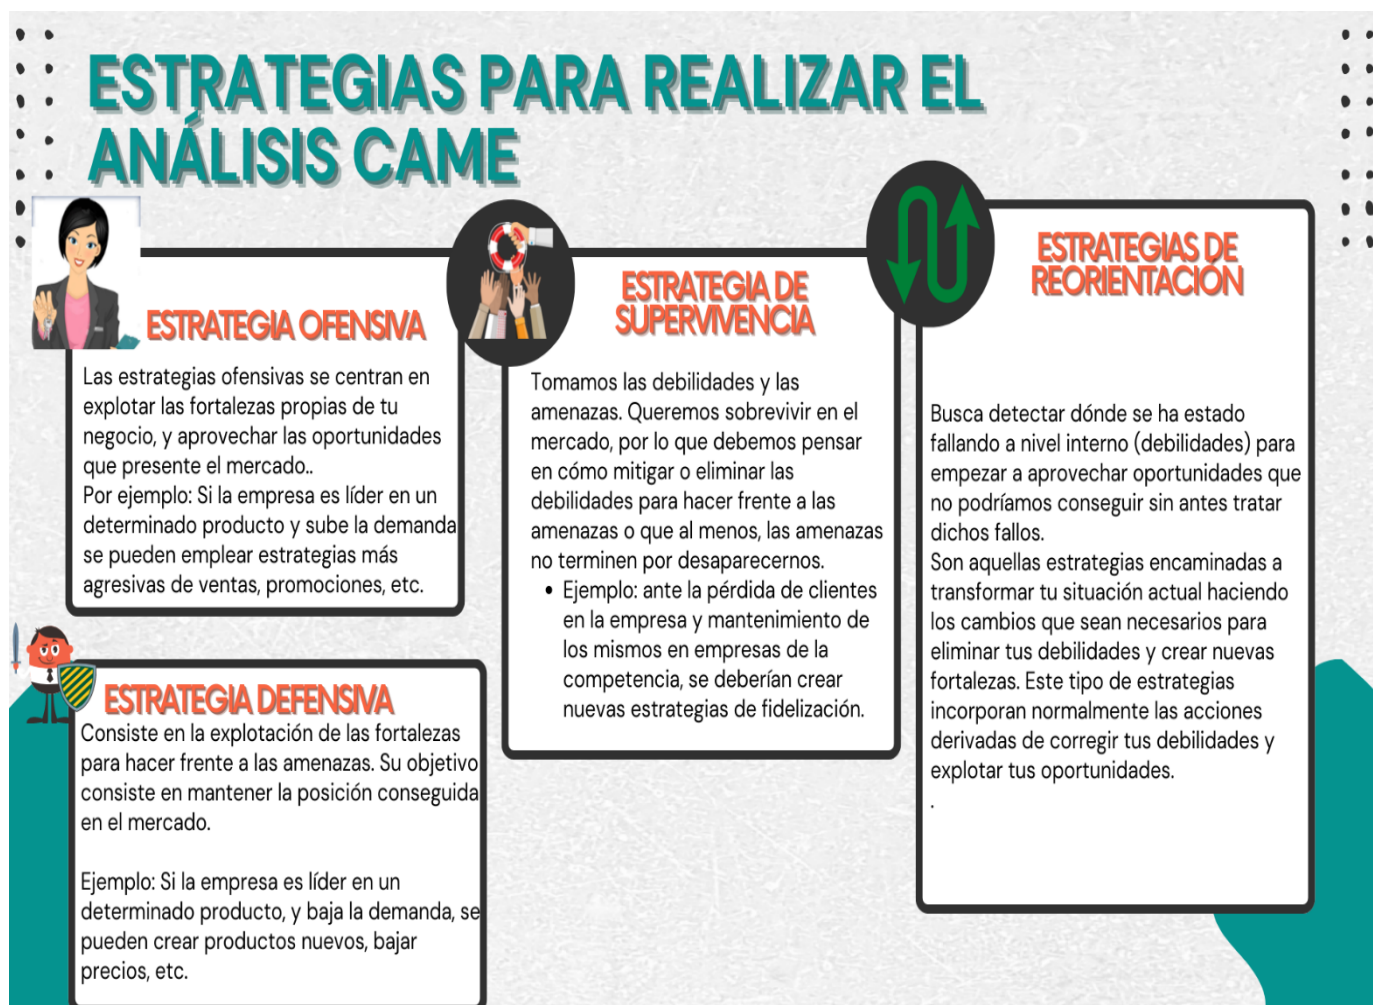 ESTRATEGIAS PARA REALIZAR EL
ANÁLISIS CAME
ESTRATEGIA OFENSIVA
Las estrategias ofensivas se centran en
explotar las fortalezas propias de tu
negocio, y aprovechar las oportunidades
que presente el mercado..
Por ejemplo: Si la empresa es líder en un
determinado producto y sube la demanda
se pueden emplear estrategias más
agresivas de ventas, promociones, etc.
ESTRATEGIA DEFENSIVA
Consiste en la explotación de las fortalezas
para hacer frente a las amenazas. Su objetivo
consiste en mantener la posición conseguida
en el mercado.
Ejemplo: Si la empresa es líder en un
determinado producto, y baja la demanda, se
pueden crear productos nuevos, bajar
precios, etc.
ESTRATEGIA DE
SUPERVIVENCIA
Tomamos las debilidades y las
amenazas. Queremos sobrevivir en el
mercado, por lo que debemos pensar
en cómo mitigar o eliminar las
debilidades para hacer frente a las
amenazas o que al menos, las amenazas
no terminen por desaparecernos.
• Ejemplo: ante la pérdida de clientes
en la empresa y mantenimiento de
los mismos en empresas de la
competencia, se deberían crear
nuevas estrategias de fidelización.
ESTRATEGIAS DE
REORIENTACIÓN
Busca detectar dónde se ha estado
fallando a nivel interno (debilidades) para
empezar a aprovechar oportunidades que
no podríamos conseguir sin antes tratar
dichos fallos.
Son aquellas estrategias encaminadas a
transformar tu situación actual haciendo
los cambios que sean necesarios para
eliminar tus debilidades y crear nuevas
fortalezas. Este tipo de estrategias
incorporan normalmente las acciones
derivadas de corregir tus debilidades y
explotar tus oportunidades.
.